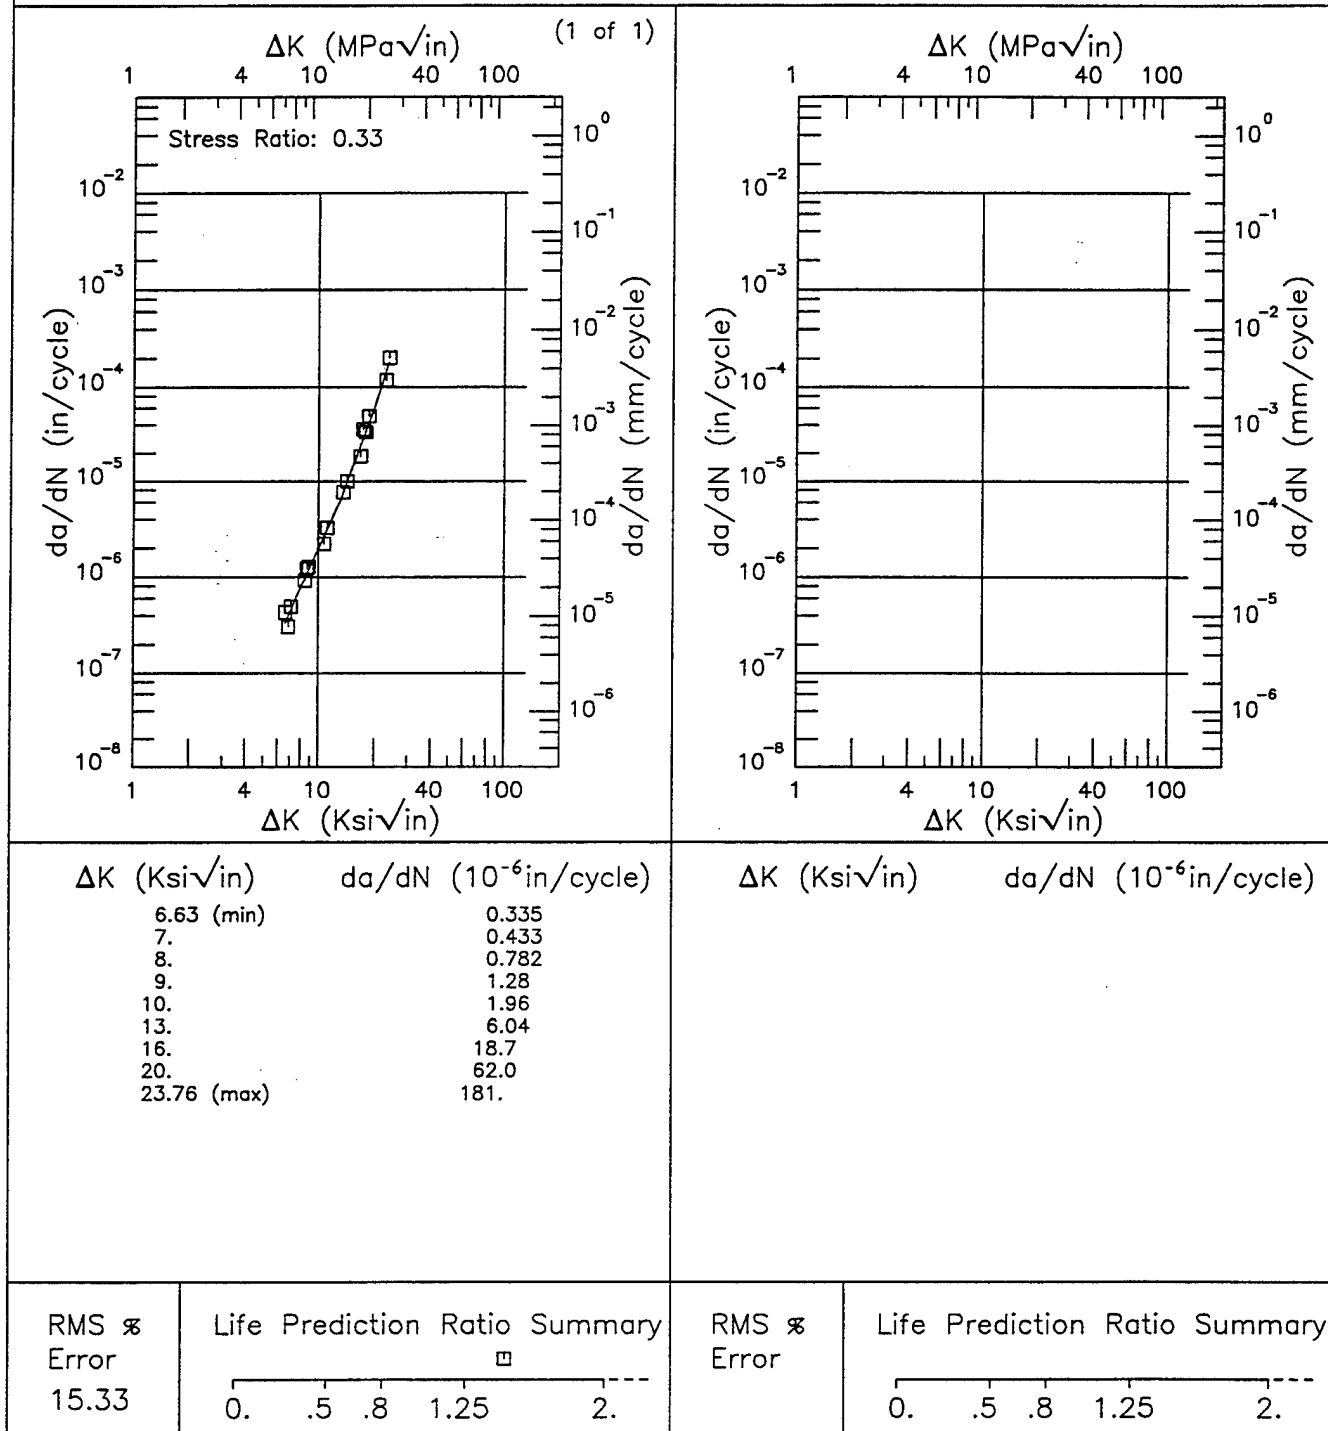 (1 of 1)
ΔK (MPa√in)
1 4 10 40 100
Stress Ratio: 0.33
10⁰
10⁻²
10⁻¹
10⁻³
10⁻²
10⁻⁴
10⁻³
10⁻⁵
10⁻⁴
10⁻⁶
10⁻⁵
10⁻⁷
10⁻⁶
10⁻⁸
da/dN (in/cycle)
da/dN (mm/cycle)
1 4 10 40 100
ΔK (Ksi√in)
ΔK (MPa√in)
1 4 10 40 100
10⁰
10⁻²
10⁻¹
10⁻³
10⁻²
10⁻⁴
10⁻³
10⁻⁵
10⁻⁴
10⁻⁶
10⁻⁵
10⁻⁷
10⁻⁶
10⁻⁸
da/dN (in/cycle)
da/dN (mm/cycle)
1 4 10 40 100
ΔK (Ksi√in)
ΔK (Ksi√in) da/dN (10⁻⁶in/cycle)
6.63 (min) 0.335
7. 0.433
8. 0.782
9. 1.28
10. 1.96
13. 6.04
16. 18.7
20. 62.0
23.76 (max) 181.
ΔK (Ksi√in) da/dN (10⁻⁶in/cycle)
RMS %
Error
15.33
Life Prediction Ratio Summary
0. .5 .8 1.25 2.
RMS %
Error
Life Prediction Ratio Summary
0. .5 .8 1.25 2.